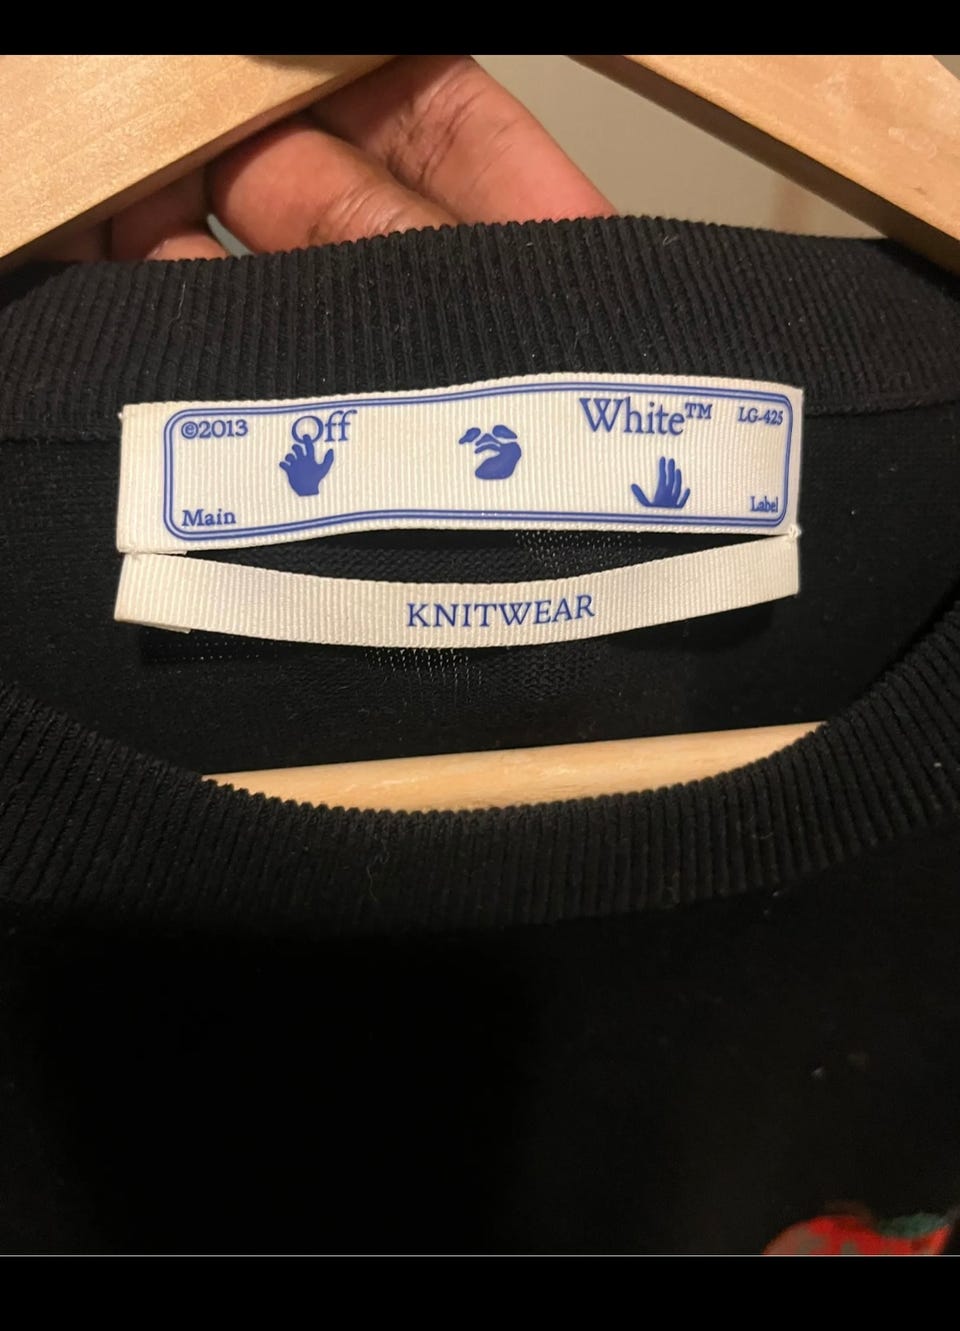 ©2013 Off White™ LG-425
Main Label
KNITWEAR